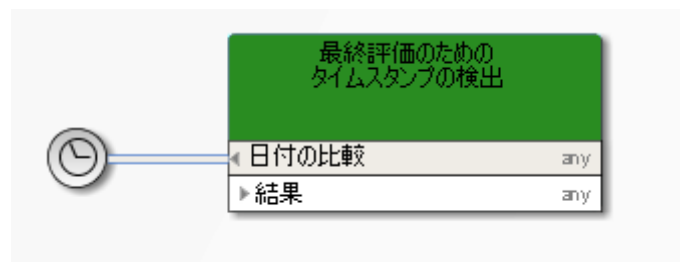 最終評価のための
タイムスタンプの検出
日付の比較 any
結果 any